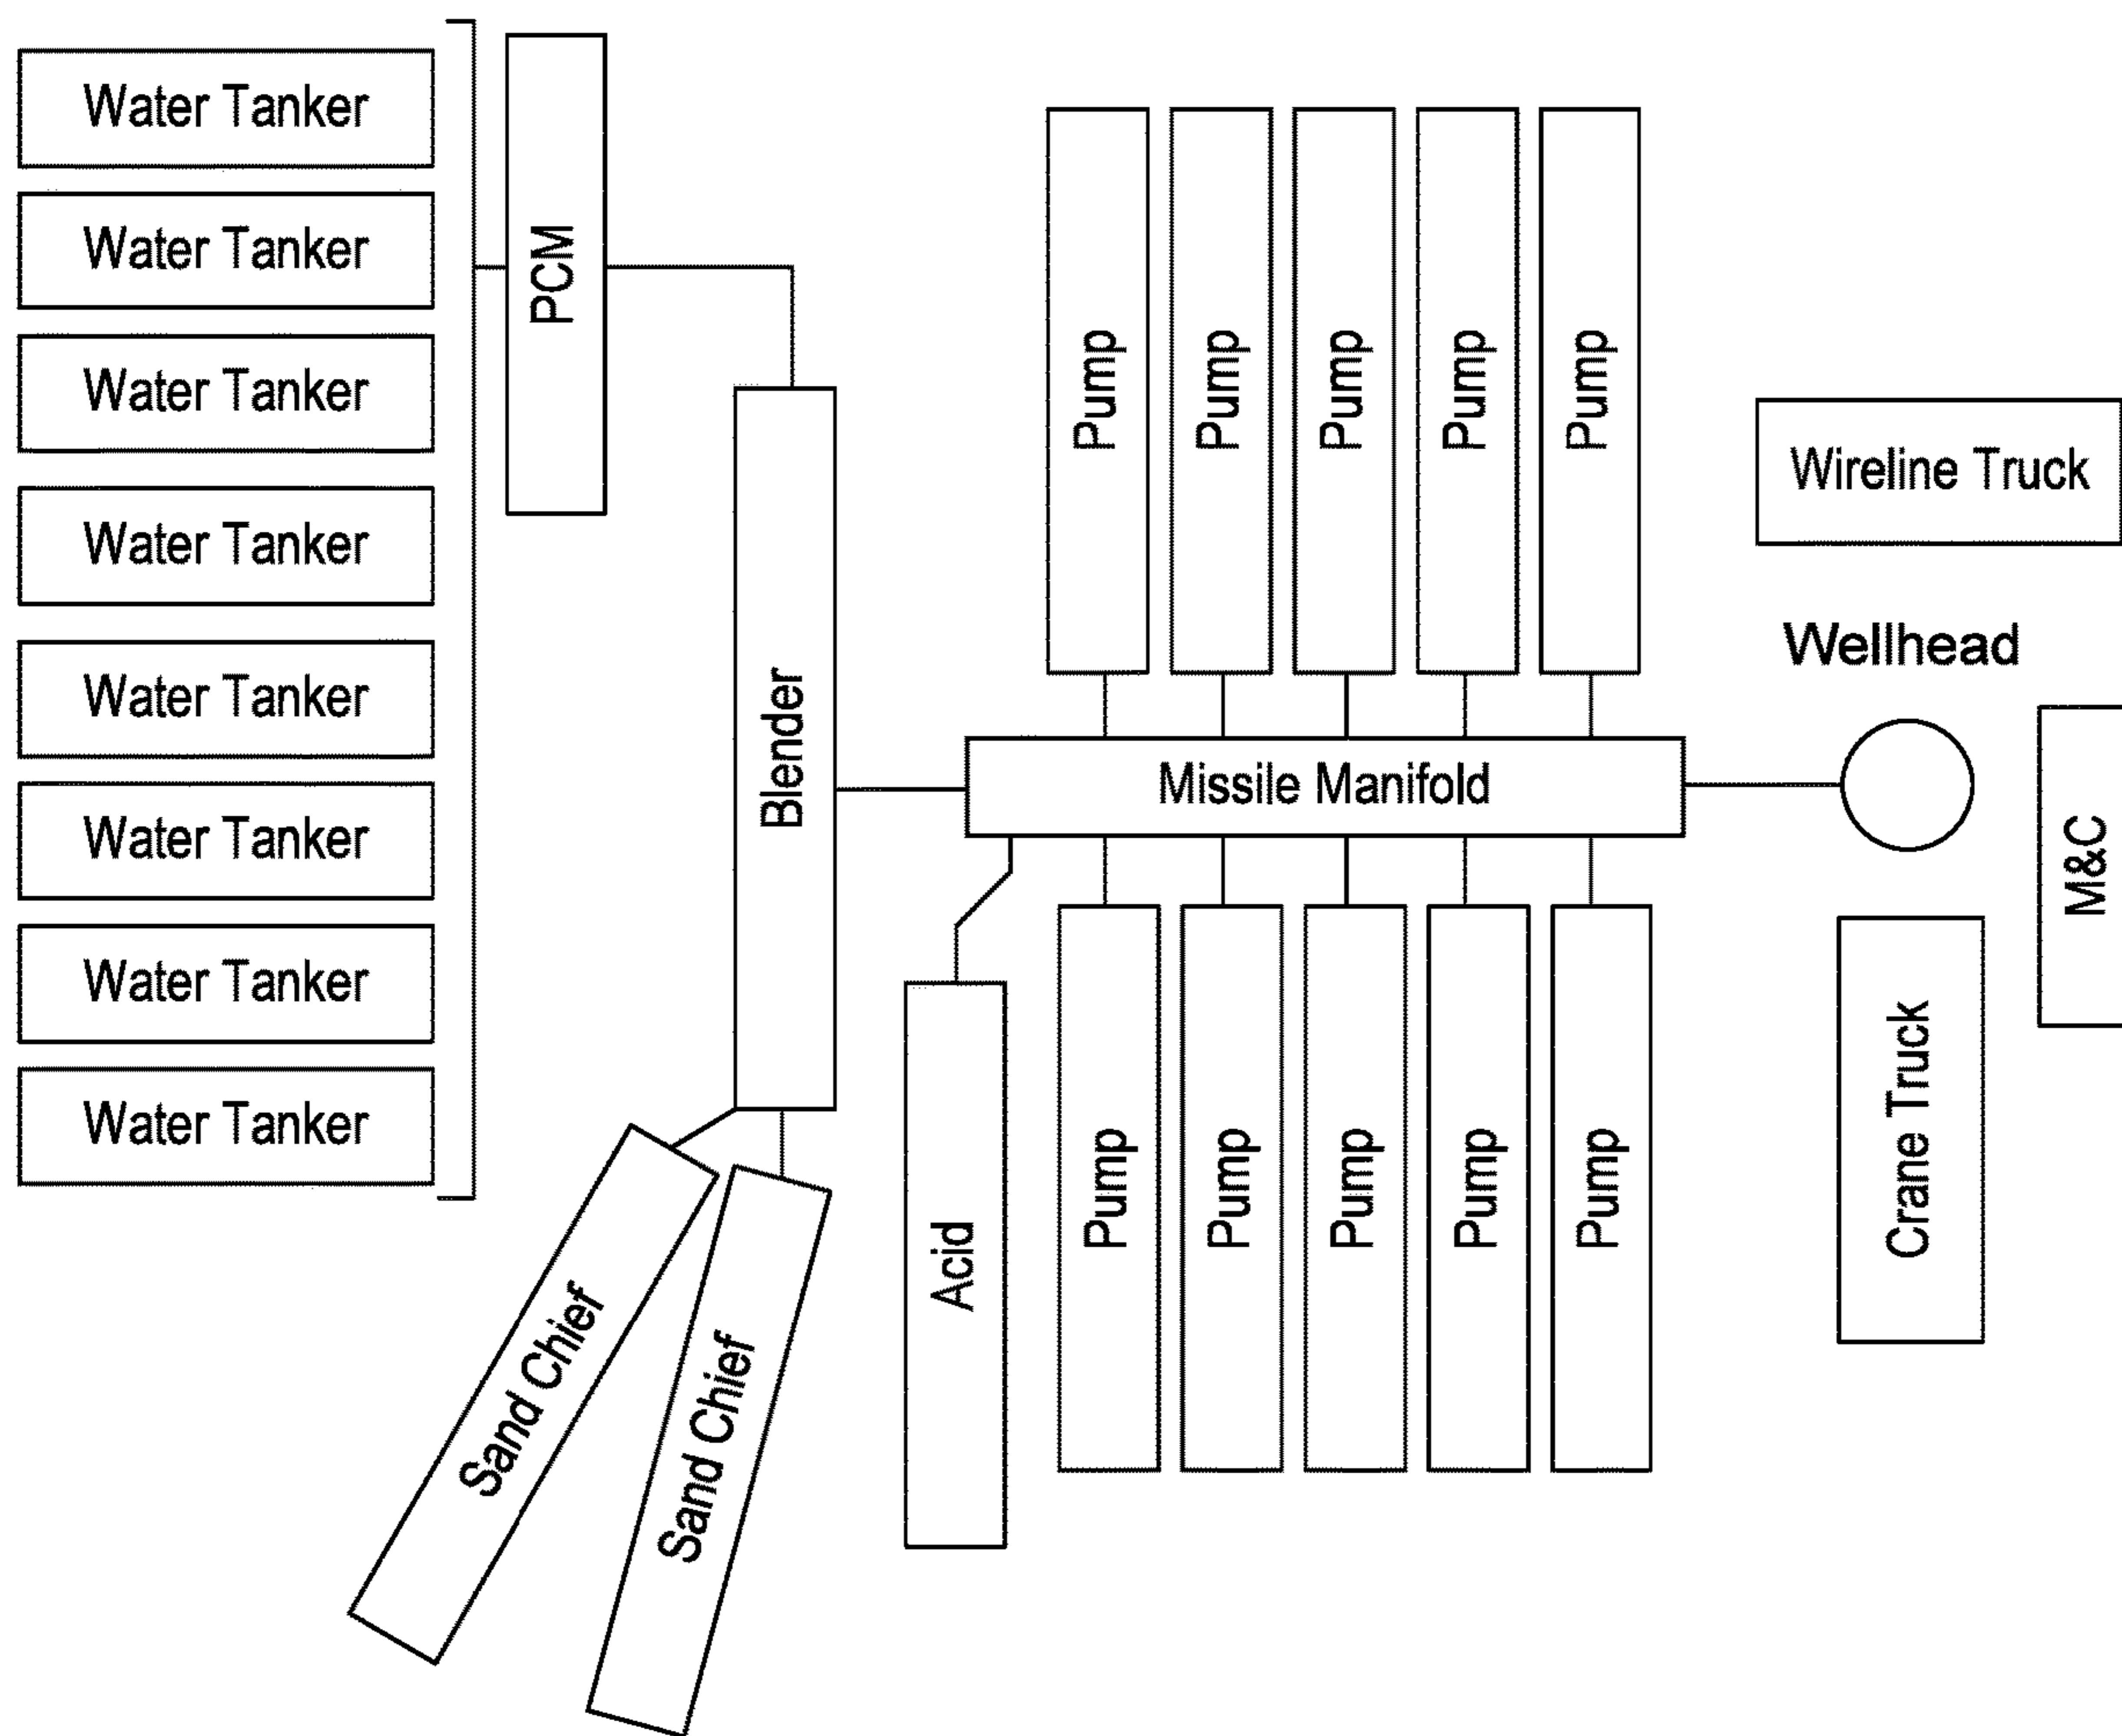 Water Tanker
Water Tanker
Water Tanker
Water Tanker
Water Tanker
Water Tanker
Water Tanker
Water Tanker
PCM
Blender
Sand Chief
Sand Chief
Acid
Pump
Pump
Pump
Pump
Pump
Missile Manifold
Pump
Pump
Pump
Pump
Pump
Wireline Truck
Wellhead
M&C
Crane Truck